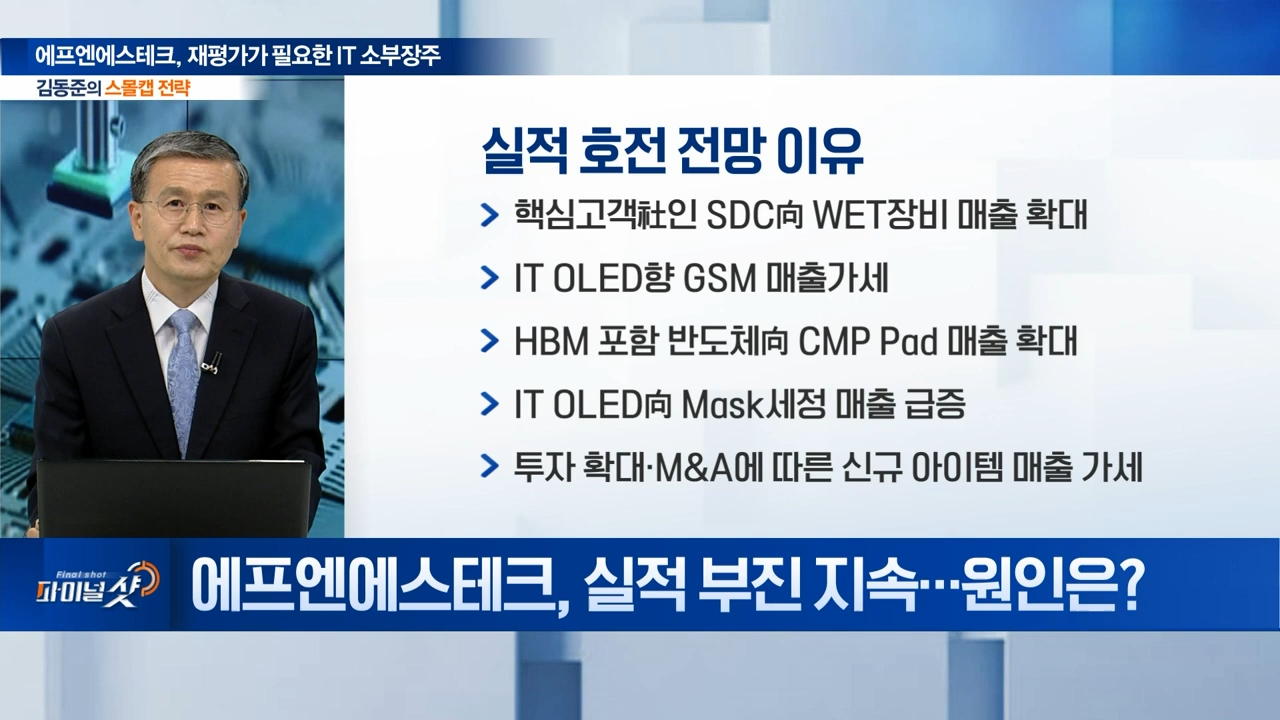 에프엔에스테크, 재평가가 필요한 IT 소부장주
김동준의 스몰캡 전략
실적 호전 전망 이유
> 핵심고객社인 SDC向 WET장비 매출 확대
> IT OLED향 GSM 매출가세
> HBM 포함 반도체向 CMP Pad 매출 확대
> IT OLED向 Mask세정 매출 급증
> 투자 확대·M&A에 따른 신규 아이템 매출 가세
Final shot
파이널샷
에프엔에스테크, 실적 부진 지속…원인은?